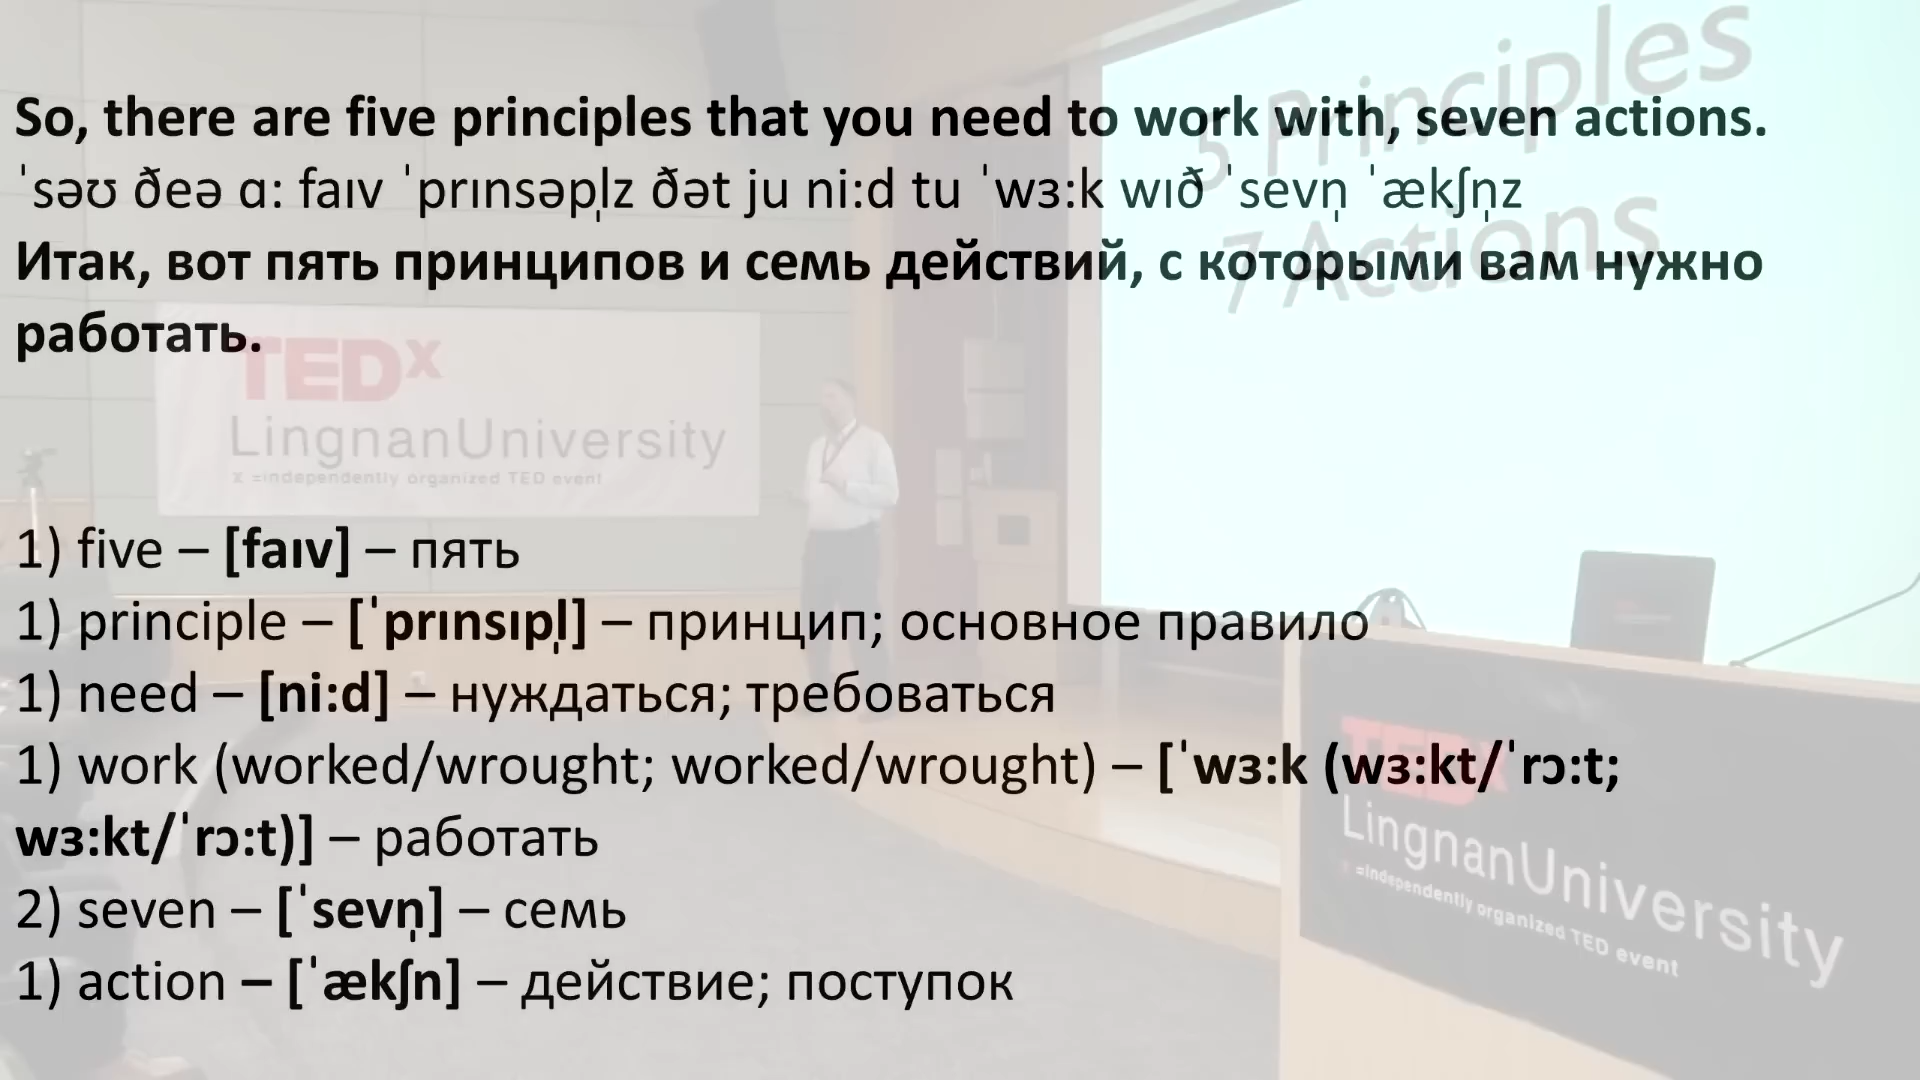 So, there are five principles that you need to work with, seven actions.
ˈsəʊ ðeə ɑ: faɪv ˈprɪnsəpl̩z ðət ju ni:d tu ˈwɜ:k wɪð ˈsevn̩ ˈækʃn̩z
Итак, вот пять принципов и семь действий, с которыми вам нужно
работать.
5 Principles
7 Actions
TEDx
LingnanUniversity
x =independently organized TED event
1) five – [faɪv] – пять
1) principle – [ˈprɪnsɪpl̩] – принцип; основное правило
1) need – [ni:d] – нуждаться; требоваться
1) work (worked/wrought; worked/wrought) – [ˈwɜ:k (wɜ:kt/ˈrɔ:t;
wɜ:kt/ˈrɔ:t)] – работать
2) seven – [ˈsevn̩] – семь
1) action – [ˈækʃn] – действие; поступок
TEDx
LingnanUniversity
x =independently organized TED event